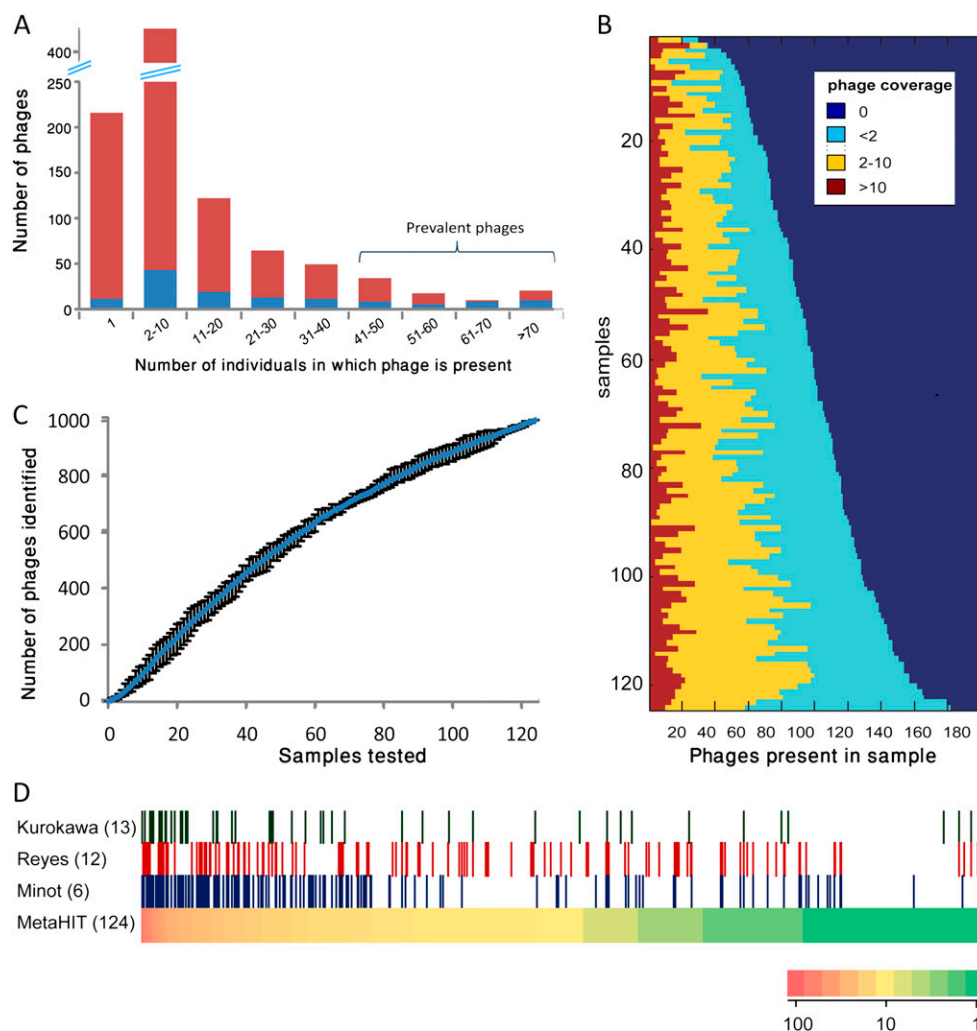 A
Number of phages
400
250
200
150
100
50
0
Prevalent phages
1
2-10
11-20
21-30
31-40
41-50
51-60
61-70
>70
Number of individuals in which phage is present
B
samples
phage coverage
0
<2
2-10
>10
20
40
60
80
100
120
20 40 60 80 100 120 140 160 180
Phages present in sample
C
Number of phages identified
1000
800
600
400
200
0
0 20 40 60 80 100 120
Samples tested
D
Kurokawa (13)
Reyes (12)
Minot (6)
MetaHIT (124)
100 10 1